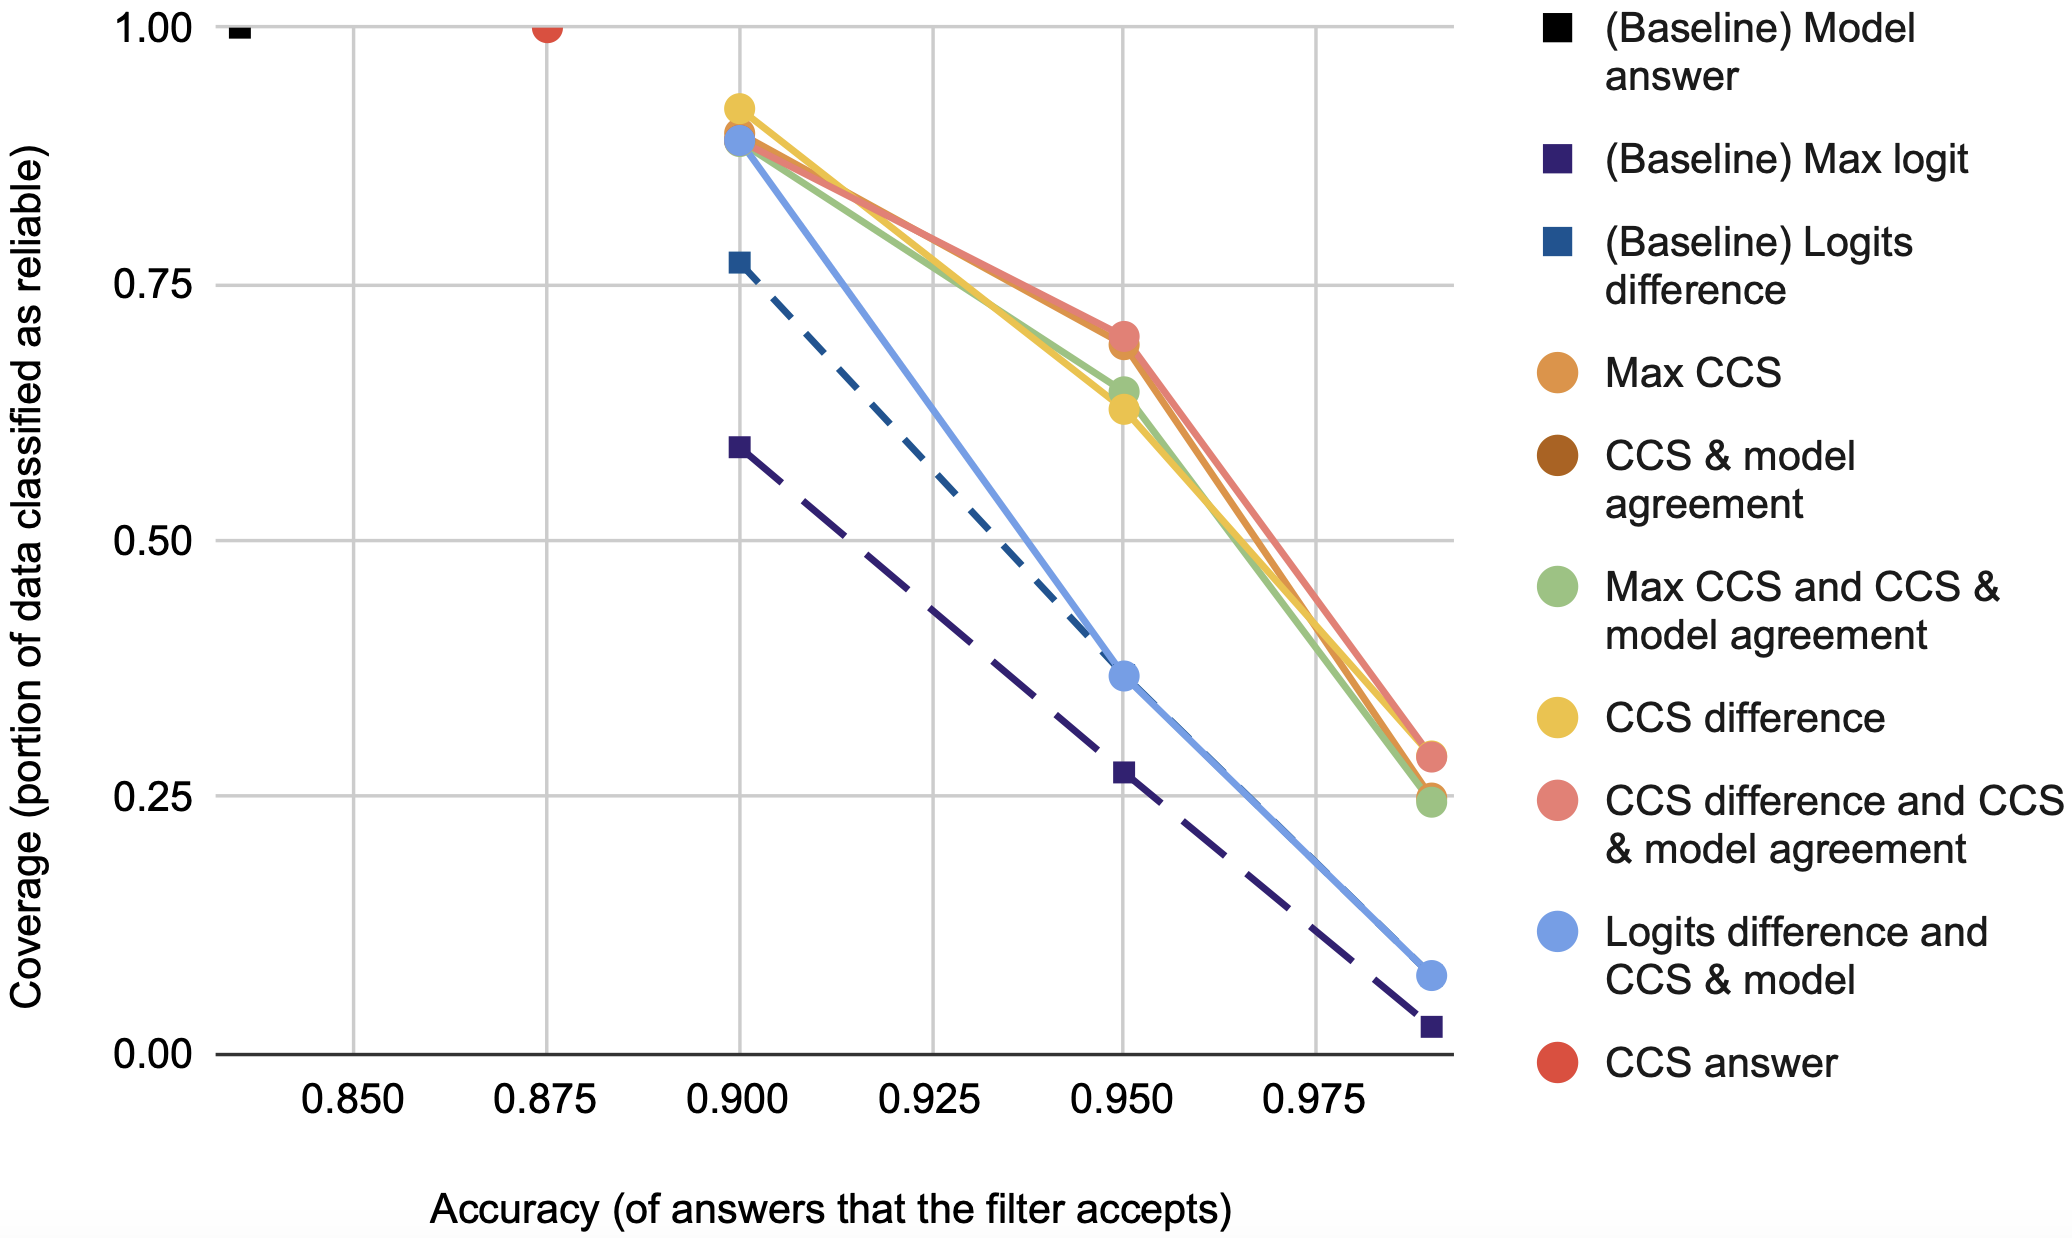 1.00
0.75
0.50
0.25
0.00
Coverage (portion of data classified as reliable)
0.850 0.875 0.900 0.925 0.950 0.975
Accuracy (of answers that the filter accepts)
(Baseline) Model
answer
(Baseline) Max logit
(Baseline) Logits
difference
Max CCS
CCS & model
agreement
Max CCS and CCS &
model agreement
CCS difference
CCS difference and CCS
& model agreement
Logits difference and
CCS & model
CCS answer